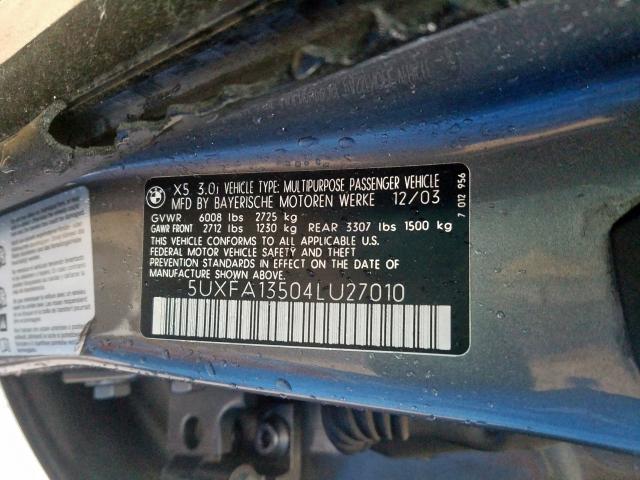 X5 3.0i VEHICLE TYPE: MULTIPURPOSE PASSENGER VEHICLE
MFD BY BAYERISCHE MOTOREN WERKE 12/03
GVWR 6008 lbs 2725 kg
GAWR FRONT 2712 lbs 1230 kg REAR 3307 lbs 1500 kg
THIS VEHICLE CONFORMS TO ALL APPLICABLE U.S.
FEDERAL MOTOR VEHICLE SAFETY AND THEFT
PREVENTION STANDARDS IN EFFECT ON THE DATE OF
MANUFACTURE SHOWN ABOVE.
5UXFA13504LU27010
7 012 956